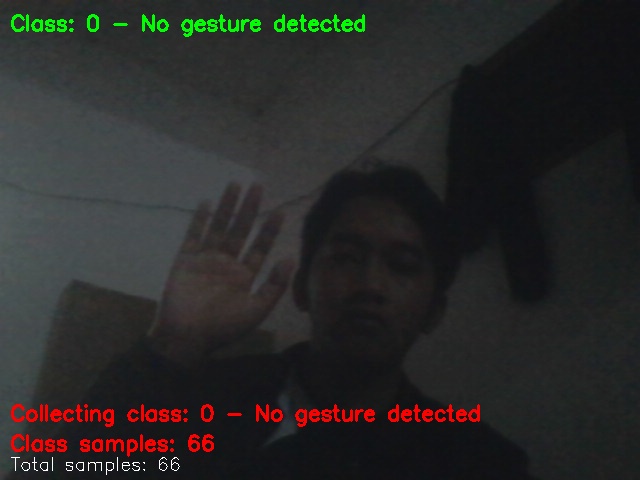 Class: 0 - No gesture detected
Collecting class: 0 - No gesture detected
Class samples: 66
Total samples: 66